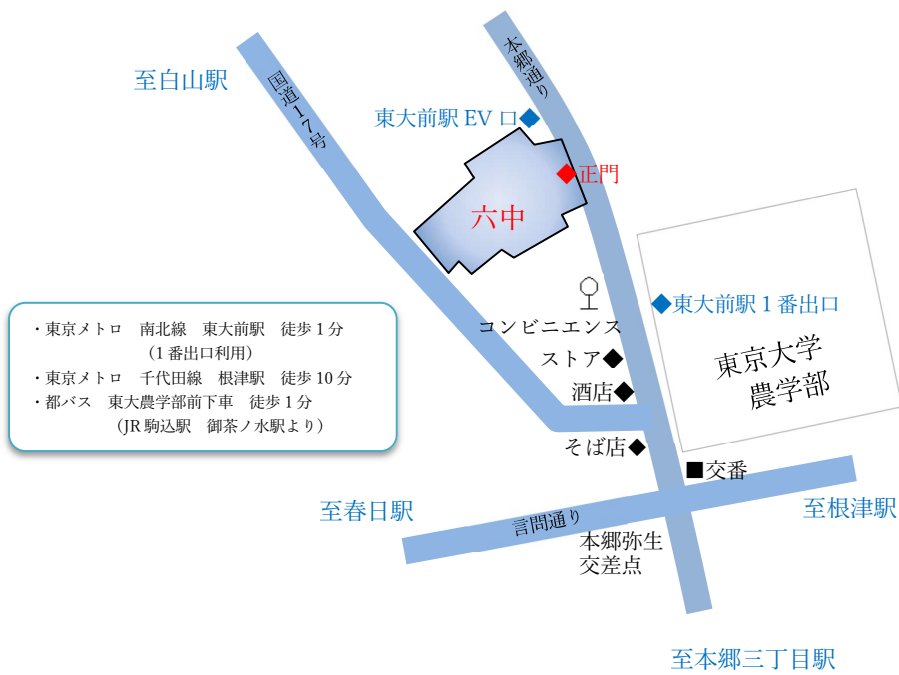 本郷通り
至白山駅
国道17号
東大前駅 EV 口
正門
六中
東大前駅 1 番出口
コンビニエンス
ストア
・東京メトロ　南北線　東大前駅　徒歩 1 分
（1 番出口利用）
・東京メトロ　千代田線　根津駅　徒歩 10 分
・都バス　東大農学部前下車　徒歩 1 分
（JR 駒込駅　御茶ノ水駅より）
東京大学
農学部
酒店
そば店
交番
至春日駅
言問通り
至根津駅
本郷弥生
交差点
至本郷三丁目駅